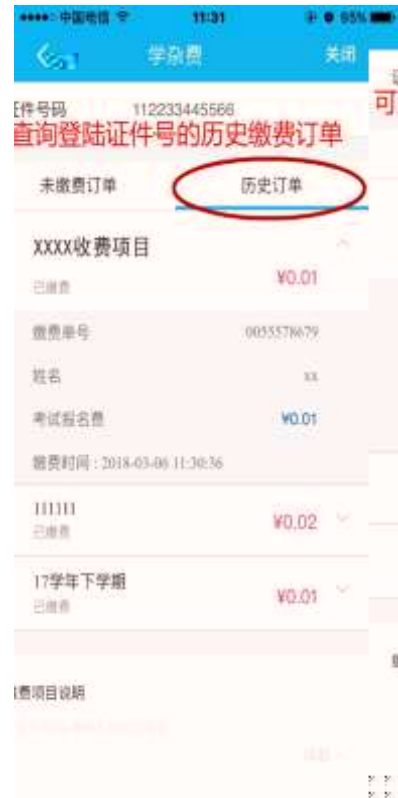 中国电信 11:31 95%
学杂费 关闭
证件号码 112233445566
查询登陆证件号的历史缴费订单
可
未缴费订单 历史订单
XXXX收费项目
已缴费 ¥0.01
缴费单号 0055578679
姓名 xx
考试报名费 ¥0.01
缴费时间 : 2018-03-06 11:30:36
111111
已缴费 ¥0.02
17学年下学期
已缴费 ¥0.01
费项目说明